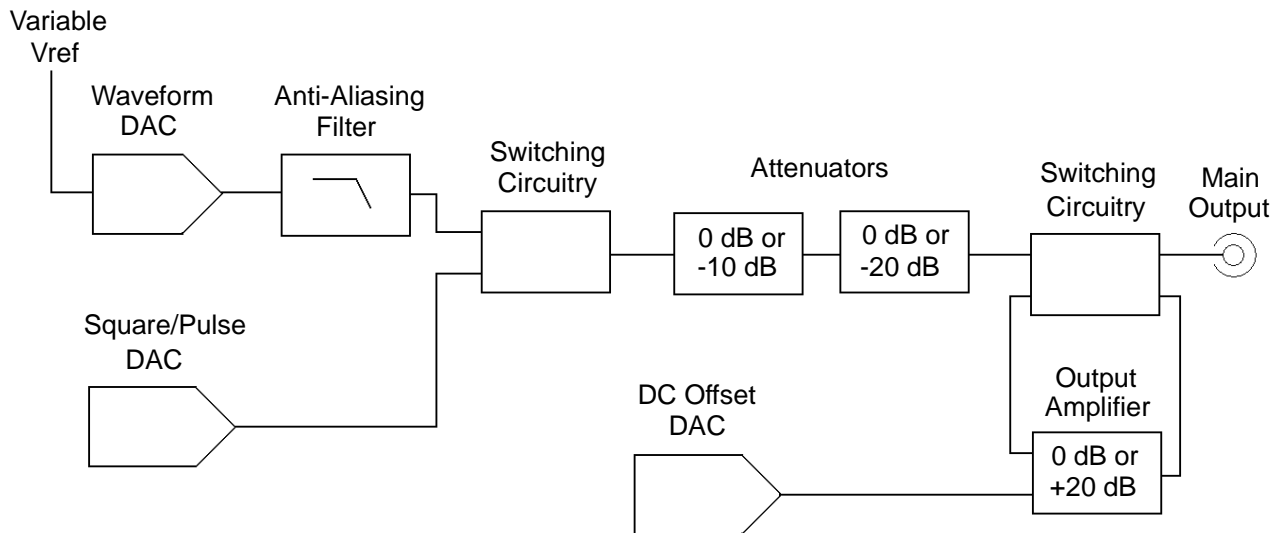 Variable
Vref
Waveform
DAC
Anti-Aliasing
Filter
Switching
Circuitry
Attenuators
Switching
Circuitry
Main
Output
0 dB or
-10 dB
0 dB or
-20 dB
Square/Pulse
DAC
DC Offset
DAC
Output
Amplifier
0 dB or
+20 dB